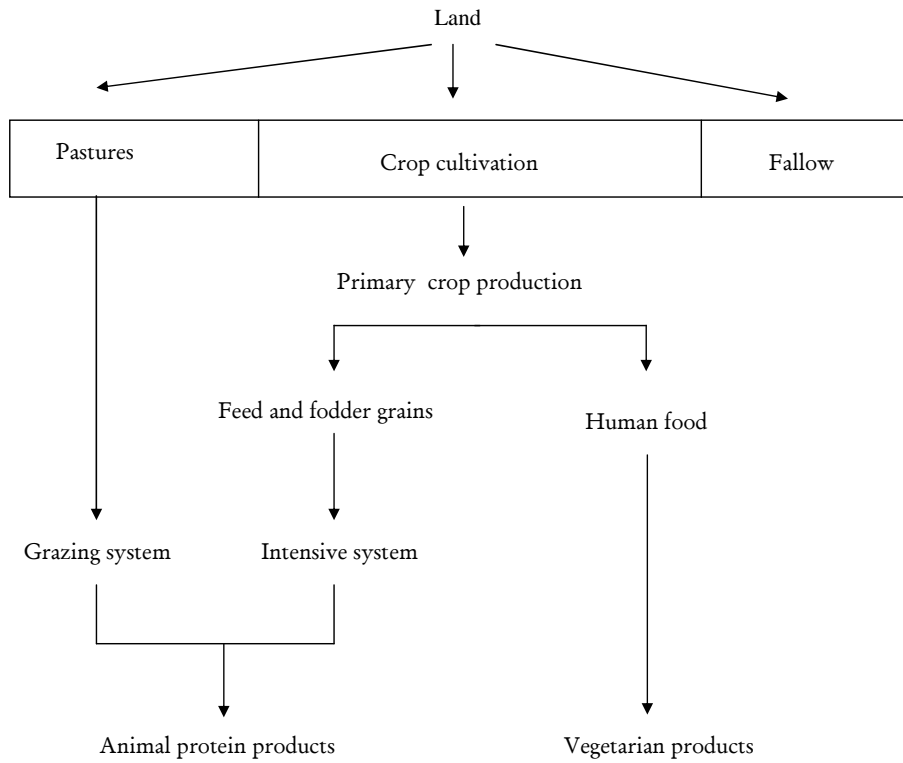 Land
Pastures
Crop cultivation
Fallow
Primary crop production
Feed and fodder grains
Human food
Grazing system
Intensive system
Animal protein products
Vegetarian products